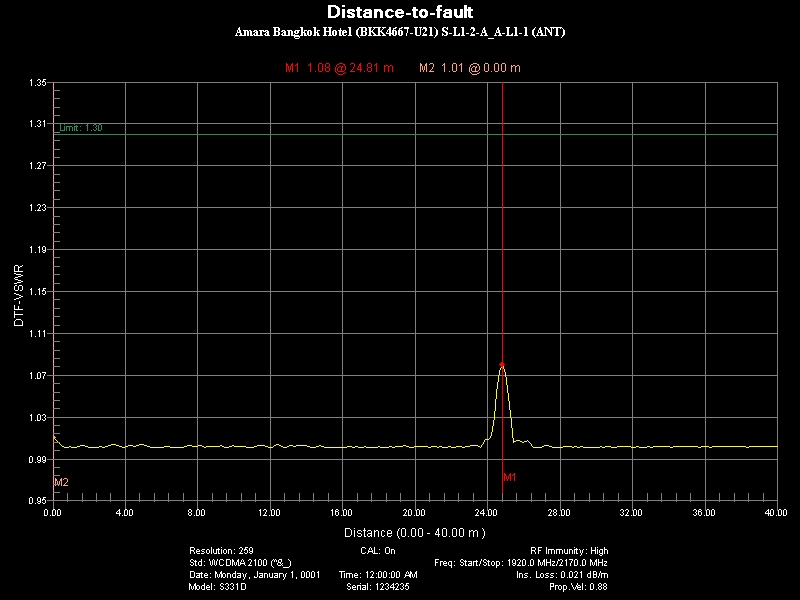 Distance-to-fault
Amara Bangkok Hotel (BKK4667-U21) S-L1-2-A_A-L1-1 (ANT)
M1 1.08 @ 24.81 m M2 1.01 @ 0.00 m
1.35
1.31
Limit: 1.30
1.27
1.23
1.19
1.15
1.11
1.07
1.03
0.99
0.95
DTF-VSWR
M2
M1
0.00 4.00 8.00 12.00 16.00 20.00 24.00 28.00 32.00 36.00 40.00
Distance (0.00 - 40.00 m )
Resolution: 259 CAL: On RF Immunity: High
Std: WCDMA 2100 (^&_) Freq: Start/Stop: 1920.0 MHz/2170.0 MHz
Date: Monday, January 1, 0001 Time: 12:00:00 AM Ins. Loss: 0.021 dB/m
Model: S331D Serial: 1234235 Prop.Vel: 0.88